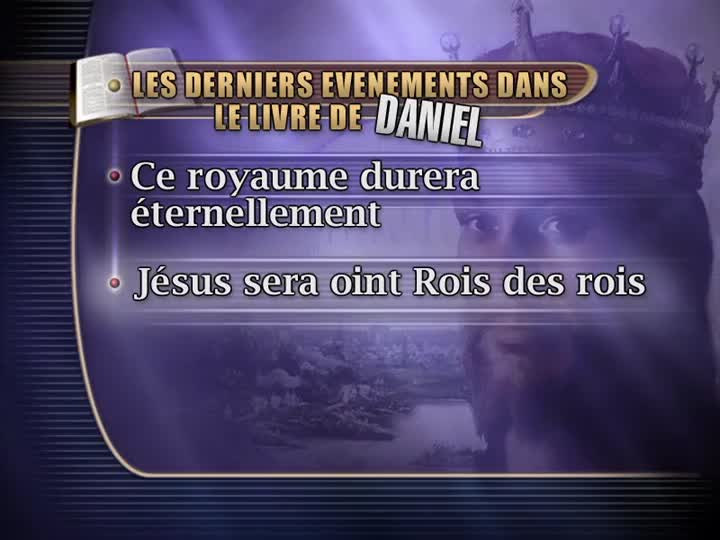 LES DERNIERS EVENEMENTS DANS
LE LIVRE DE DANIEL
Ce royaume durera
éternellement
Jésus sera oint Rois des rois